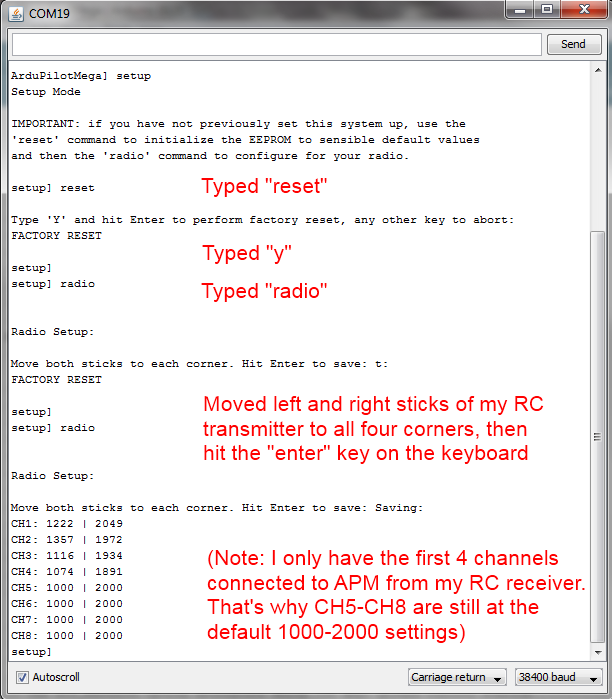 COM19
Send
ArduPilotMega] setup
Setup Mode
IMPORTANT: if you have not previously set this system up, use the
'reset' command to initialize the EEPROM to sensible default values
and then the 'radio' command to configure for your radio.
setup] reset
Typed "reset"
Type 'Y' and hit Enter to perform factory reset, any other key to abort:
FACTORY RESET
Typed "y"
setup]
setup] radio
Typed "radio"
Radio Setup:
Move both sticks to each corner. Hit Enter to save: t:
FACTORY RESET
setup]
setup] radio
Moved left and right sticks of my RC
transmitter to all four corners, then
hit the "enter" key on the keyboard
Radio Setup:
Move both sticks to each corner. Hit Enter to save: Saving:
CH1: 1222 | 2049
CH2: 1357 | 1972
CH3: 1116 | 1934
CH4: 1074 | 1891
CH5: 1000 | 2000
CH6: 1000 | 2000
CH7: 1000 | 2000
CH8: 1000 | 2000
(Note: I only have the first 4 channels
connected to APM from my RC receiver.
That's why CH5-CH8 are still at the
default 1000-2000 settings)
setup]
Autoscroll
Carriage return
38400 baud